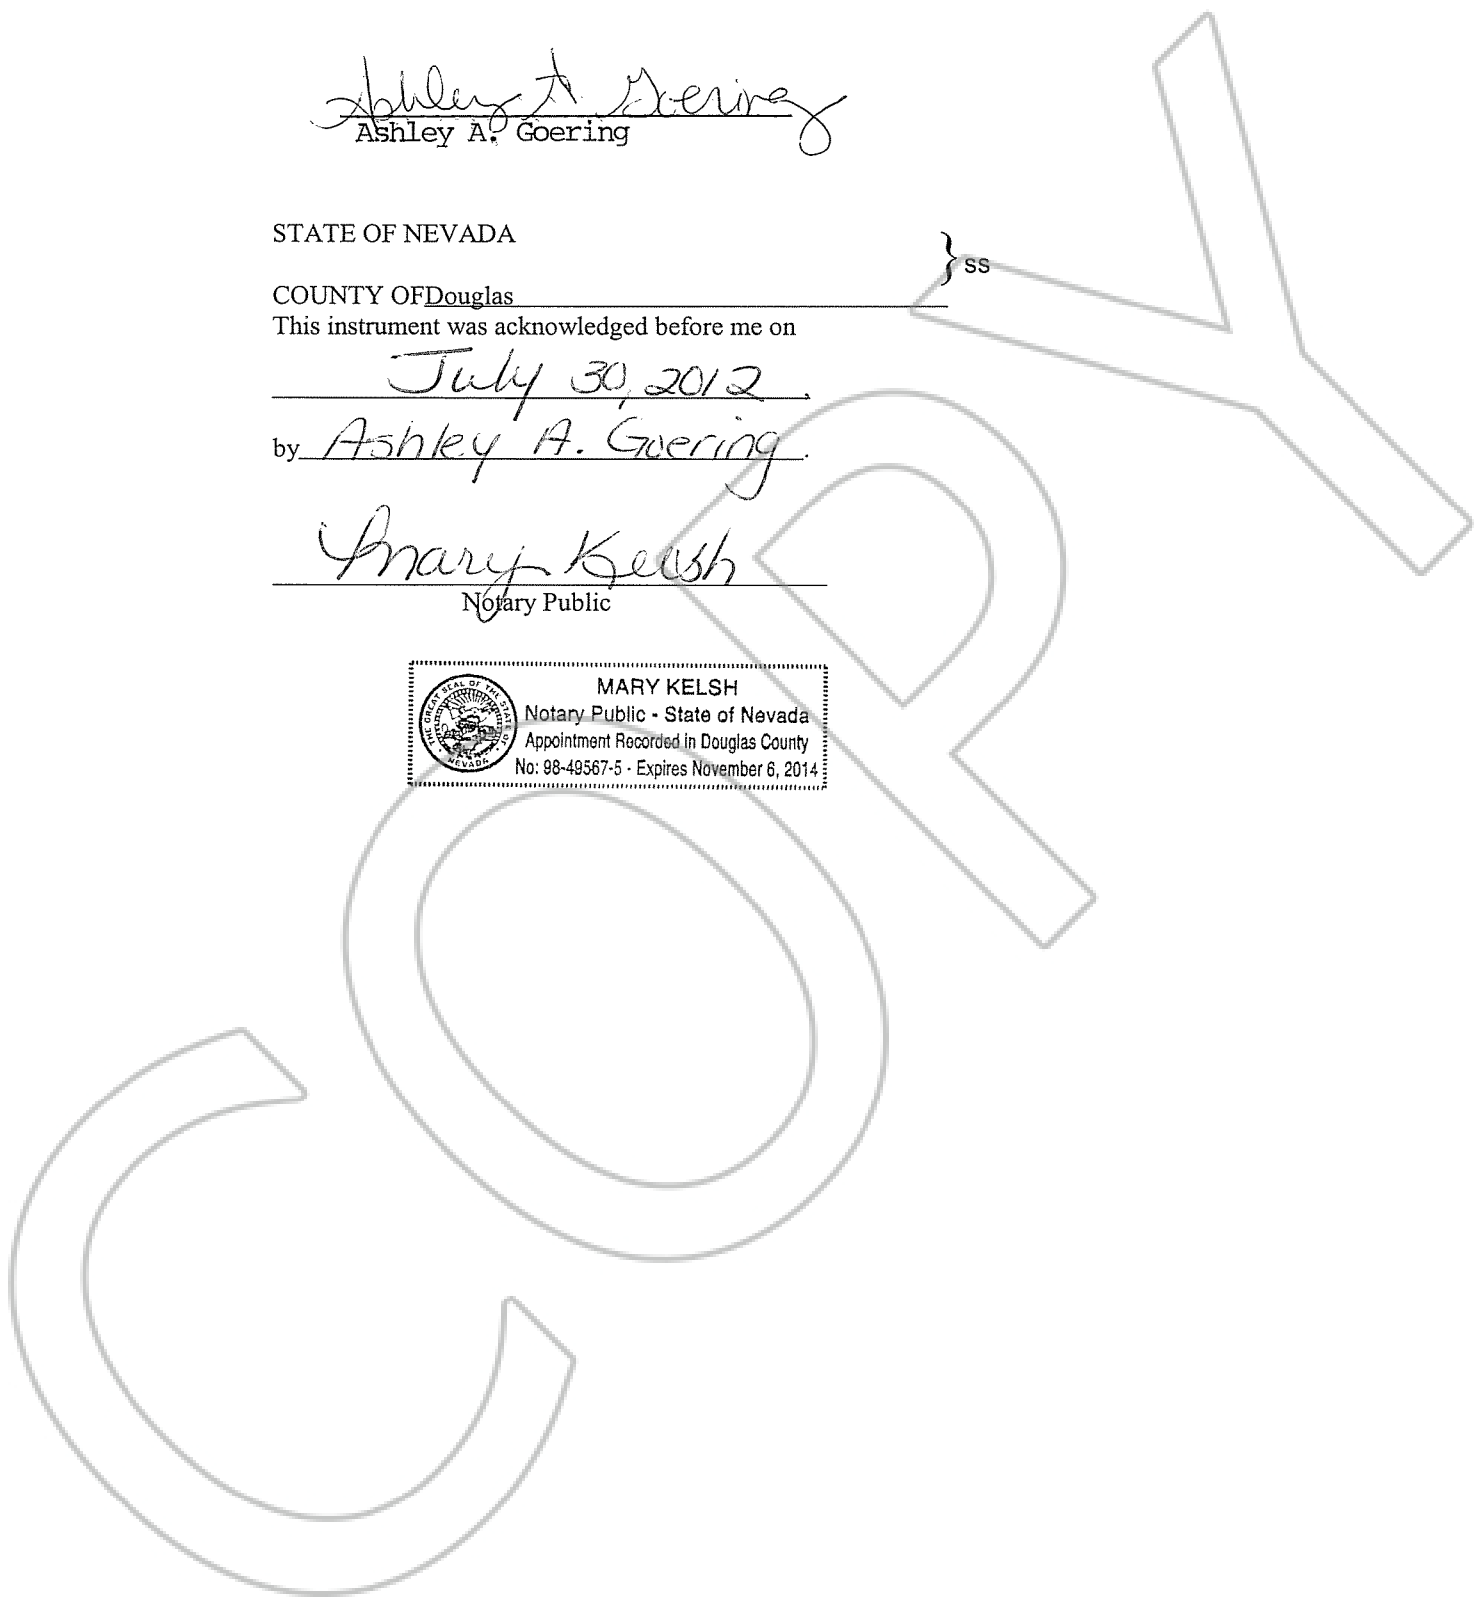 Ashley A. Goering
Ashley A. Goering
STATE OF NEVADA
} ss
COUNTY OF Douglas
This instrument was acknowledged before me on
July 30, 2012,
by Ashley A. Goering.
Mary Kelsh
Notary Public
THE GREAT SEAL OF THE STATE OF NEVADA
MARY KELSH
Notary Public - State of Nevada
Appointment Recorded in Douglas County
No: 98-49567-5 - Expires November 6, 2014
COPY